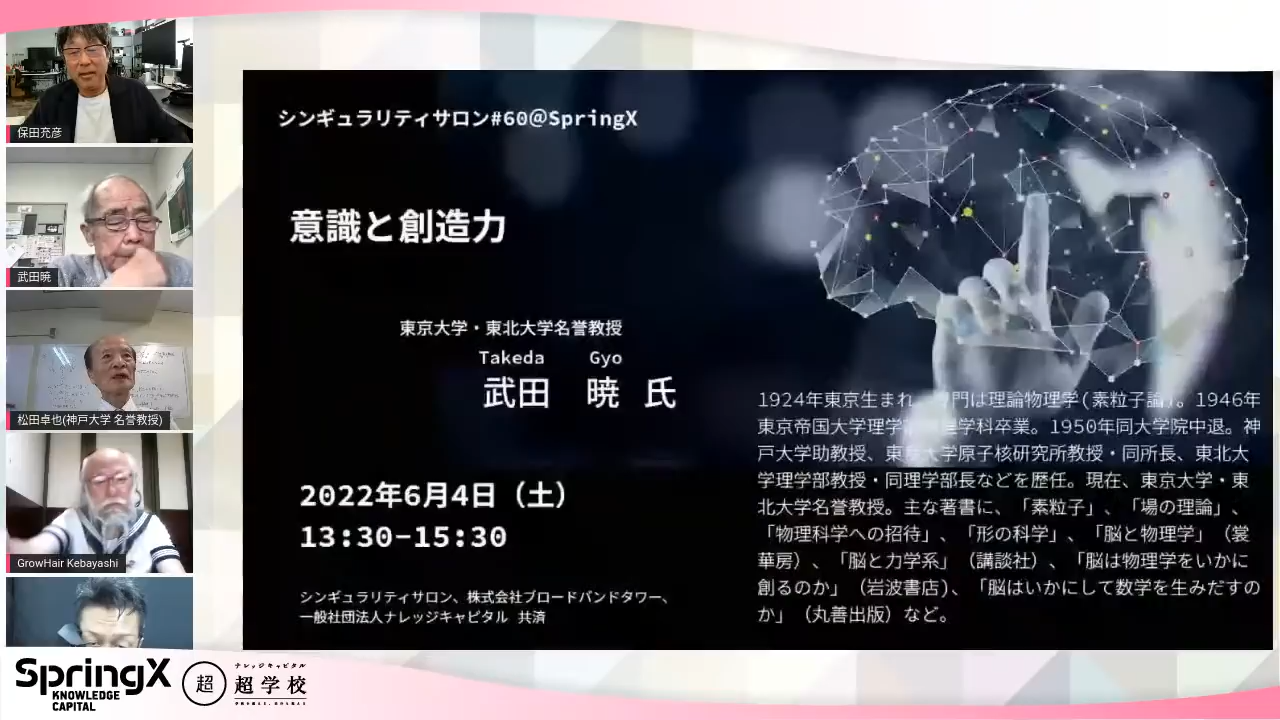 保田充彦
武田暁
松田卓也(神戸大学 名誉教授)
GrowHair Kebayashi
シンギュラリティサロン#60@SpringX
意識と創造力
東京大学・東北大学名誉教授
Takeda Gyo
武田 暁 氏
2022年6月4日（土）
13:30-15:30
シンギュラリティサロン、株式会社ブロードバンドタワー、
一般社団法人ナレッジキャピタル 共済
1924年東京生まれ。専門は理論物理学(素粒子論)。1946年
東京帝国大学理学部物理学科卒業。1950年同大学院中退。神
戸大学助教授、東京大学原子核研究所教授・同所長、東北大
学理学部教授・同理学部長などを歴任。現在、東京大学・東
北大学名誉教授。主な著書に、「素粒子」、「場の理論」、
「物理科学への招待」、「形の科学」、「脳と物理学」（裳
華房）、「脳と力学系」（講談社）、「脳は物理学をいかに
創るのか」（岩波書店)、「脳はいかにして数学を生みだすの
か」（丸善出版）など。
SpringX
KNOWLEDGE
CAPITAL
超
ナレッジキャピタル
超学校